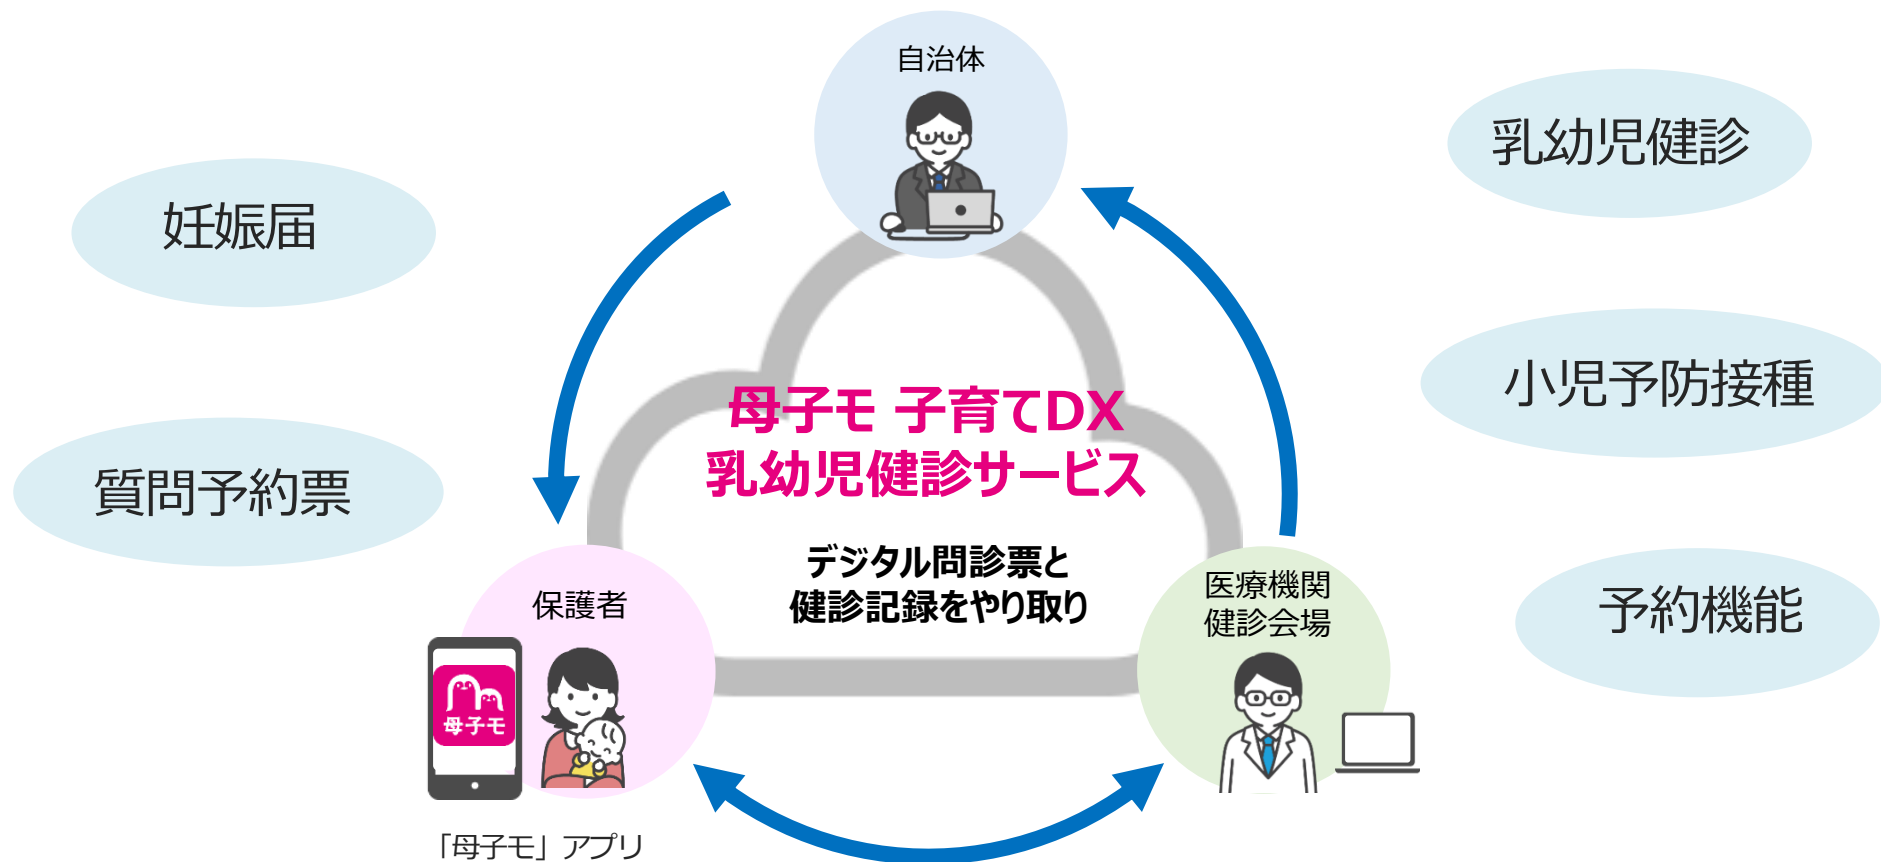 自治体
乳幼児健診
妊娠届
小児予防接種
母子モ 子育てDX
乳幼児健診サービス
質問予約票
デジタル問診票と
健診記録をやり取り
保護者
医療機関
健診会場
予約機能
母子モ
「母子モ」アプリ